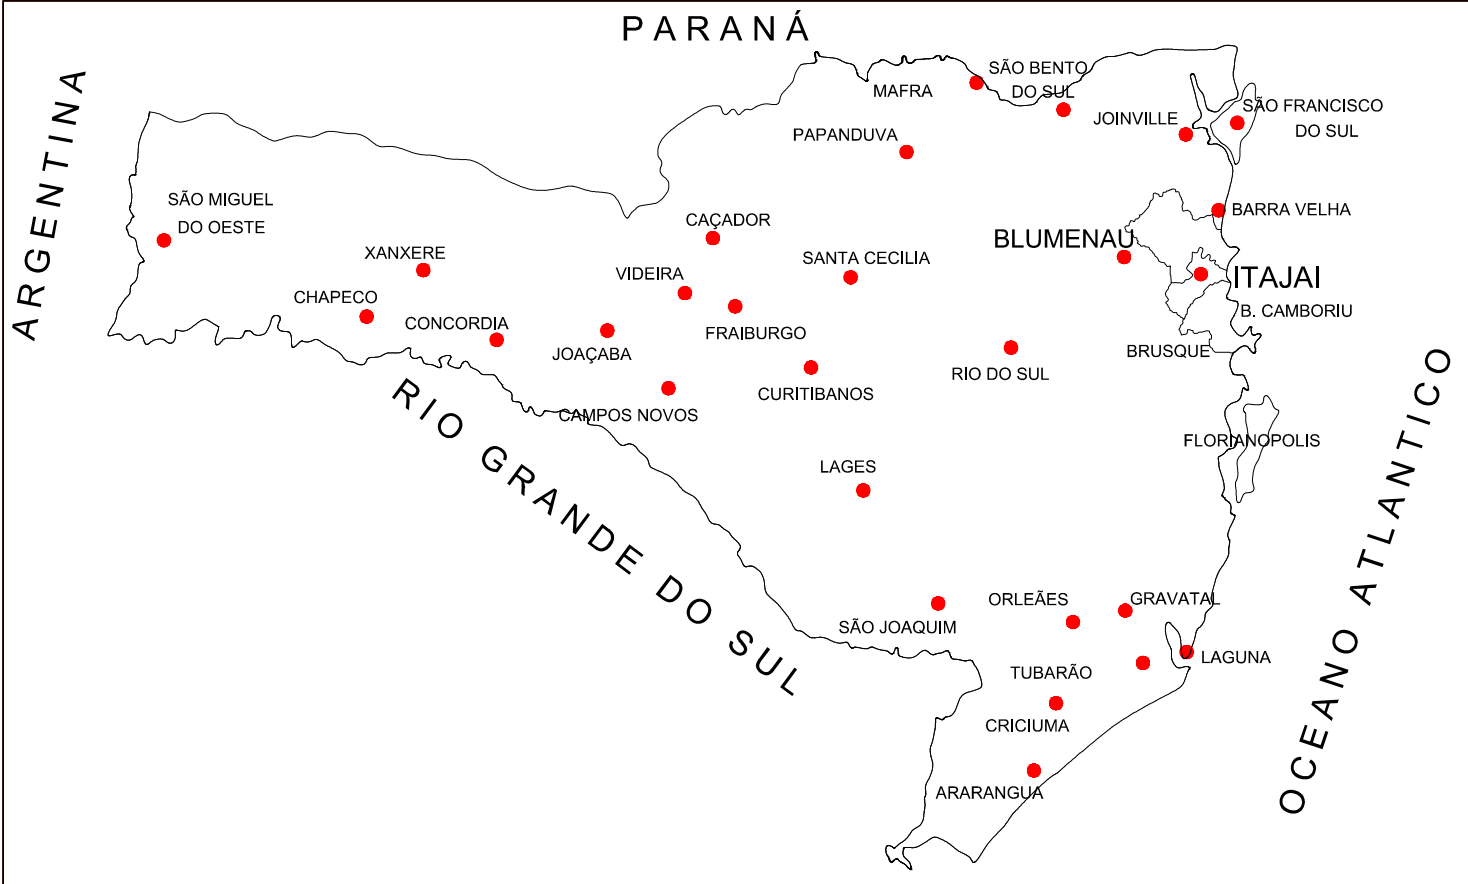 PARANÁ
ARGENTINA
SÃO BENTO
DO SUL
MAFRA
SÃO FRANCISCO
DO SUL
JOINVILLE
PAPANDUVA
SÃO MIGUEL
DO OESTE
BARRA VELHA
CAÇADOR
BLUMENAU
XANXERE
SANTA CECILIA
VIDEIRA
ITAJAI
CHAPECO
B. CAMBORIU
CONCORDIA
FRAIBURGO
JOAÇABA
BRUSQUE
RIO DO SUL
CURITIBANOS
CAMPOS NOVOS
FLORIANOPOLIS
LAGES
RIO GRANDE DO SUL
OCEANO ATLANTICO
ORLEÃES
GRAVATAL
SÃO JOAQUIM
LAGUNA
TUBARÃO
CRICIUMA
ARARANGUA